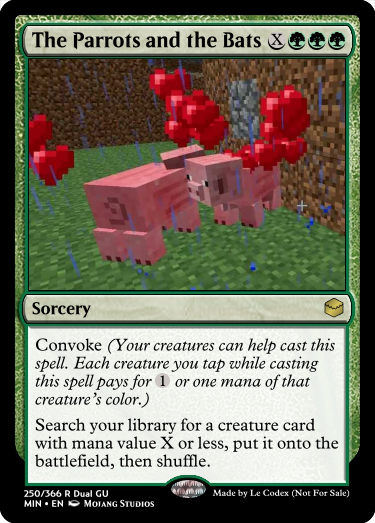 The Parrots and the Bats X
Sorcery
Convoke (Your creatures can help cast this
spell. Each creature you tap while casting
this spell pays for 1 or one mana of that
creature's color.)
Search your library for a creature card
with mana value X or less, put it onto the
battlefield, then shuffle.
250/366 R Dual GU
MIN • EN Mojang Studios
Made by Le Codex (Not For Sale)